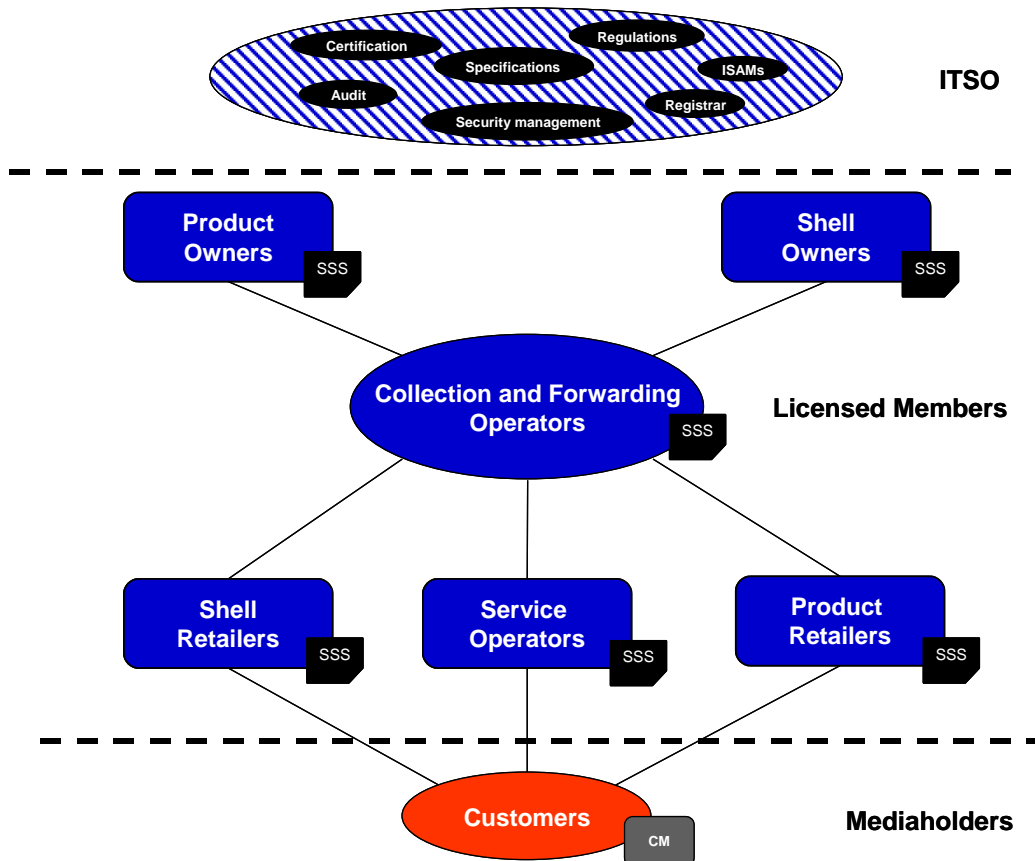 Regulations
Certification
Specifications
ISAMs
ITSO
Audit
Registrar
Security management
Product
Owners
SSS
Shell
Owners
SSS
Collection and Forwarding
Operators
SSS
Licensed Members
Shell
Retailers
SSS
Service
Operators
SSS
Product
Retailers
SSS
Customers
CM
Mediaholders